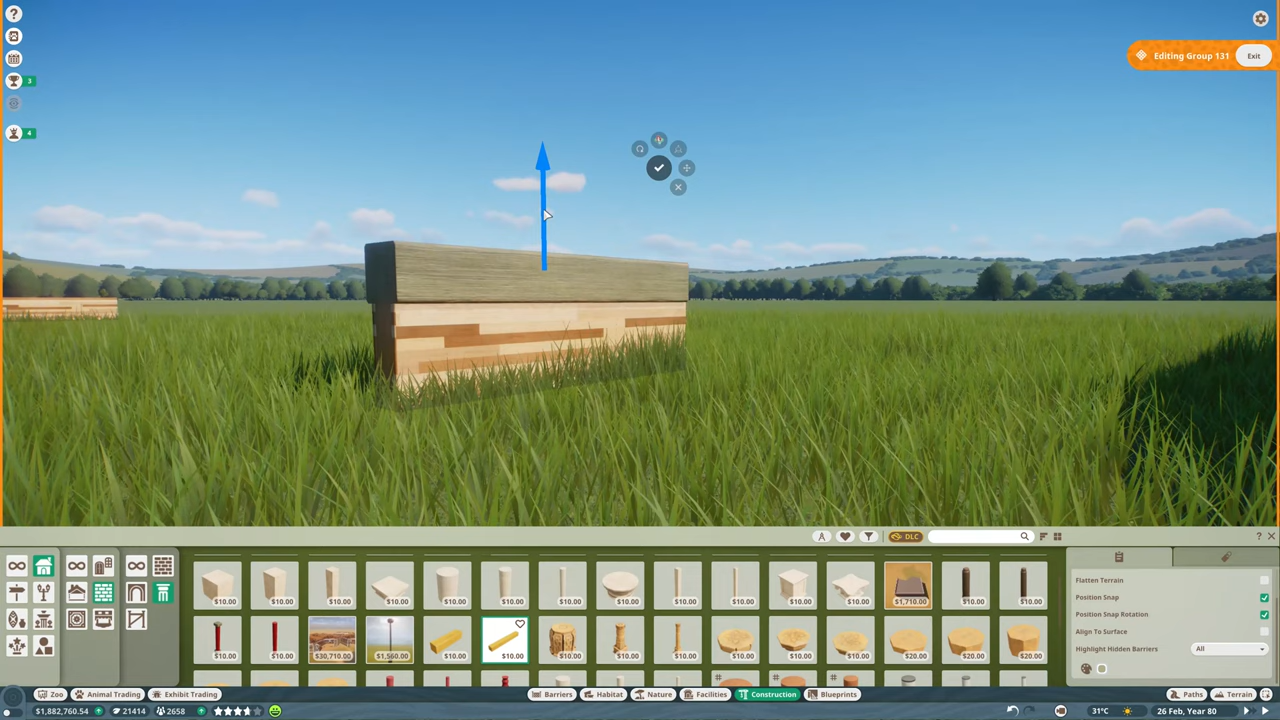 ?
3
4
Editing Group 131
Exit
DLC
? ×
$10.00 $10.00 $10.00 $10.00 $10.00 $10.00 $10.00 $10.00 $10.00 $10.00 $10.00 $10.00 $1,710.00 $10.00 $10.00
$10.00 $10.00 $30,710.00 $1,560.00 $10.00 $10.00 $10.00 $10.00 $10.00 $10.00 $10.00 $10.00 $20.00 $20.00 $20.00
Flatten Terrain
Position Snap
Position Snap Rotation
Align To Surface
Highlight Hidden Barriers All
Zoo Animal Trading Exhibit Trading Barriers Habitat Nature Facilities Construction Blueprints Paths Terrain
$1,882,760.54 21414 2658 31°C 26 Feb, Year 80